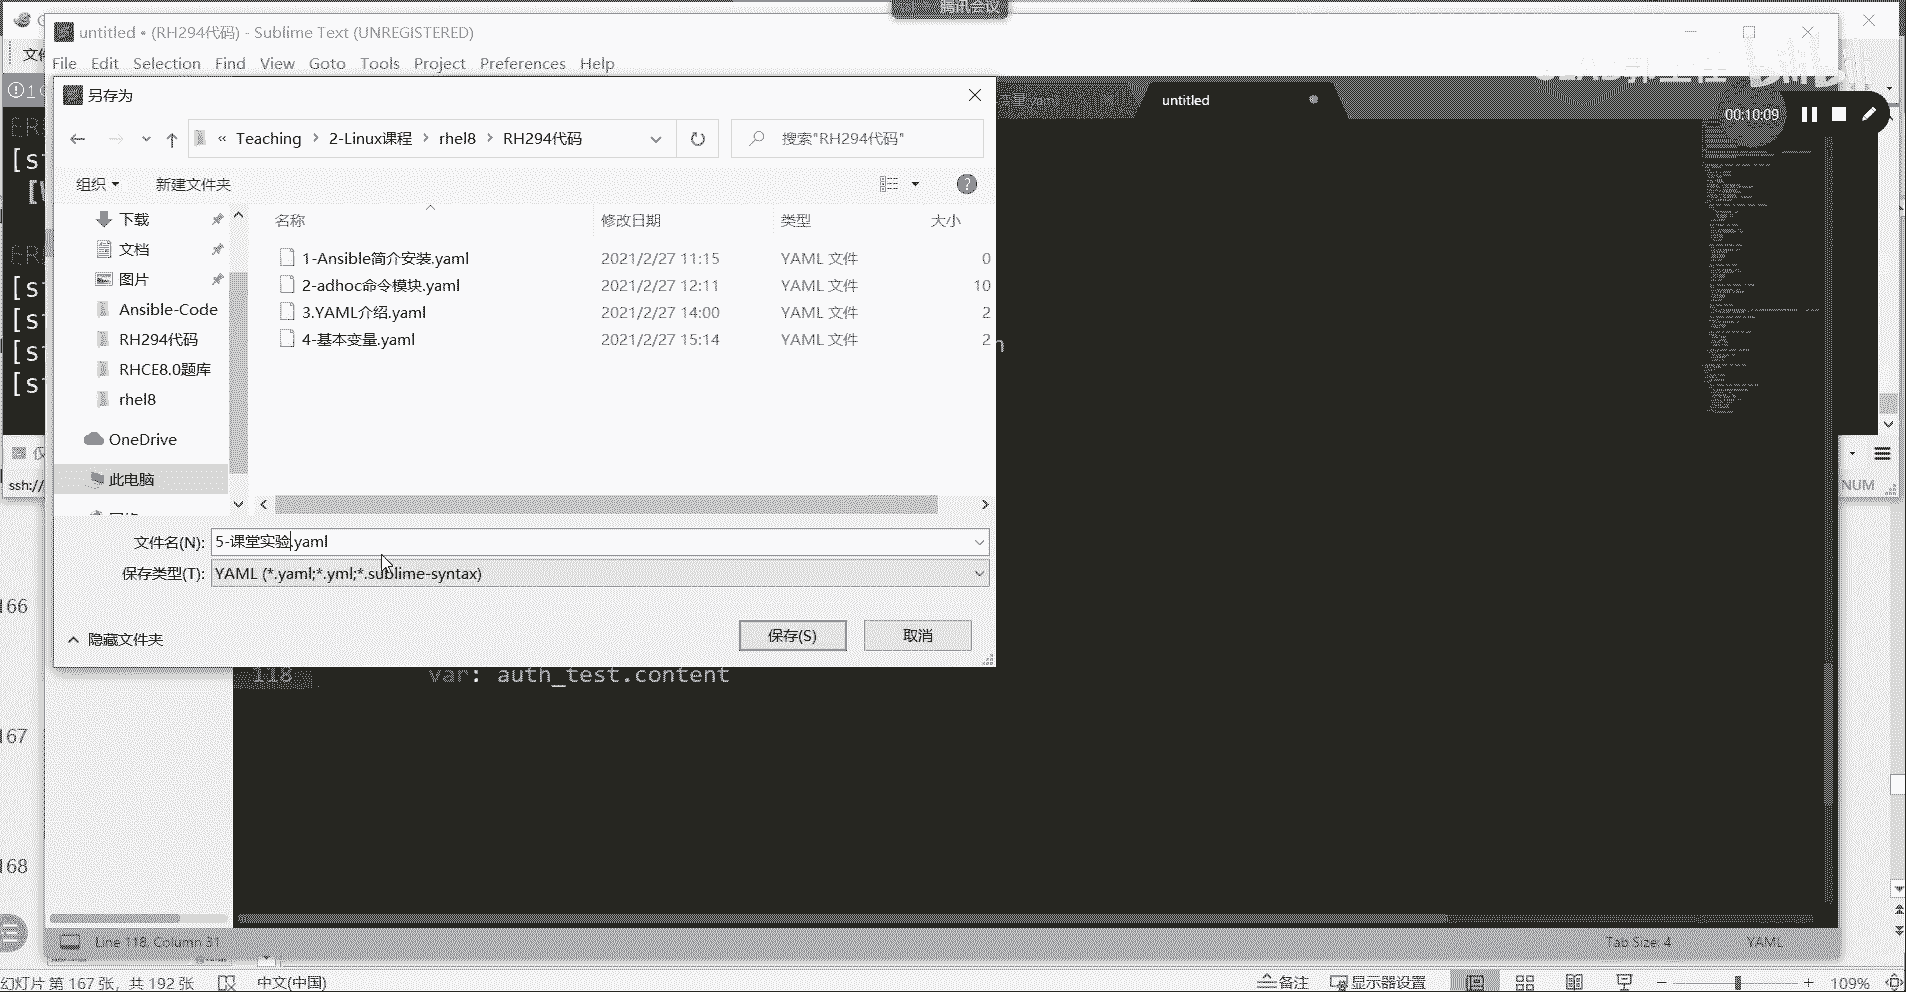 腾讯会议
untitled • (RH294代码) - Sublime Text (UNREGISTERED)
File Edit Selection Find View Goto Tools Project Preferences Help
另存为
untitled
bilibili
00:10:09
« Teaching › 2-Linux课程 › rhel8 › RH294代码
搜索"RH294代码"
组织 新建文件夹
名称 修改日期 类型 大小
下载
文档
图片
Ansible-Code
RH294代码
RHCE8.0题库
rhel8
OneDrive
此电脑
1-Ansible简介安装.yaml 2021/2/27 11:15 YAML 文件 0
2-adhoc命令模块.yaml 2021/2/27 12:11 YAML 文件 10
3.YAML介绍.yaml 2021/2/27 14:00 YAML 文件 2
4-基本变量.yaml 2021/2/27 15:14 YAML 文件 2
文件名(N): 5-课堂实验.yaml
保存类型(T): YAML (*.yaml;*.yml;*.sublime-syntax)
隐藏文件夹
保存(S) 取消
118 var: auth_test.content
ssh://
NUM
166
167
168
Line 118, Column 31
Tab Size: 4 YAML
幻灯片 第 167 张，共 192 张 中文(中国)
备注 显示器设置 109%